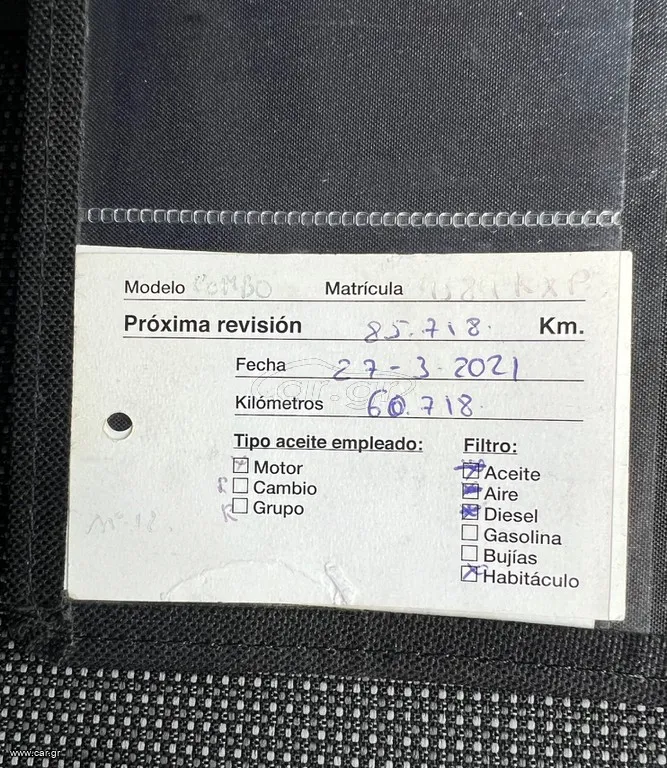 Modelo COMBO Matrícula
Próxima revisión 85.718. Km.
Fecha 27-3-2021
car.gr
Kilómetros 60.718.
Tipo aceite empleado: Filtro:
Motor Aceite
Cambio Aire
Grupo Diesel
Gasolina
Bujías
Habitáculo
www.car.gr